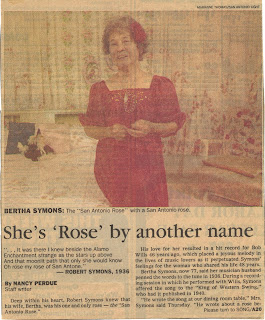 BERTHA SYMONS: The "San Antonio Rose" with a San Antonio rose.
She's 'Rose' by another name
". . . It was there I knew beside the Alamo
Enchantment strange as the stars up above
And that moonlit path that only she would know
Oh rose my rose of San Antone."
— ROBERT SYMONS, 1936
By NANCY PERDUE
Staff writer
Deep within his heart, Robert Symons knew that
his wife, Bertha, was his one and only rose — the "San
Antonio Rose."
His love for her resulted in a hit record for Bob
Wills 48 years ago, which placed a joyous melody in
the lives of music lovers as it perpetuated Symons'
feelings for the woman who shared his life 48 years.
Bertha Symons, now 77, said her musician husband
penned the words to the tune in 1936. During a record-
ing session in which he performed with Wills, Symons
offered the song to the "King of Western Swing,"
who recorded it in 1940.
"He wrote the song at our dining room table," Mrs.
Symons said Thursday. "He wrote about a rose be-
Please turn to SONG/A20